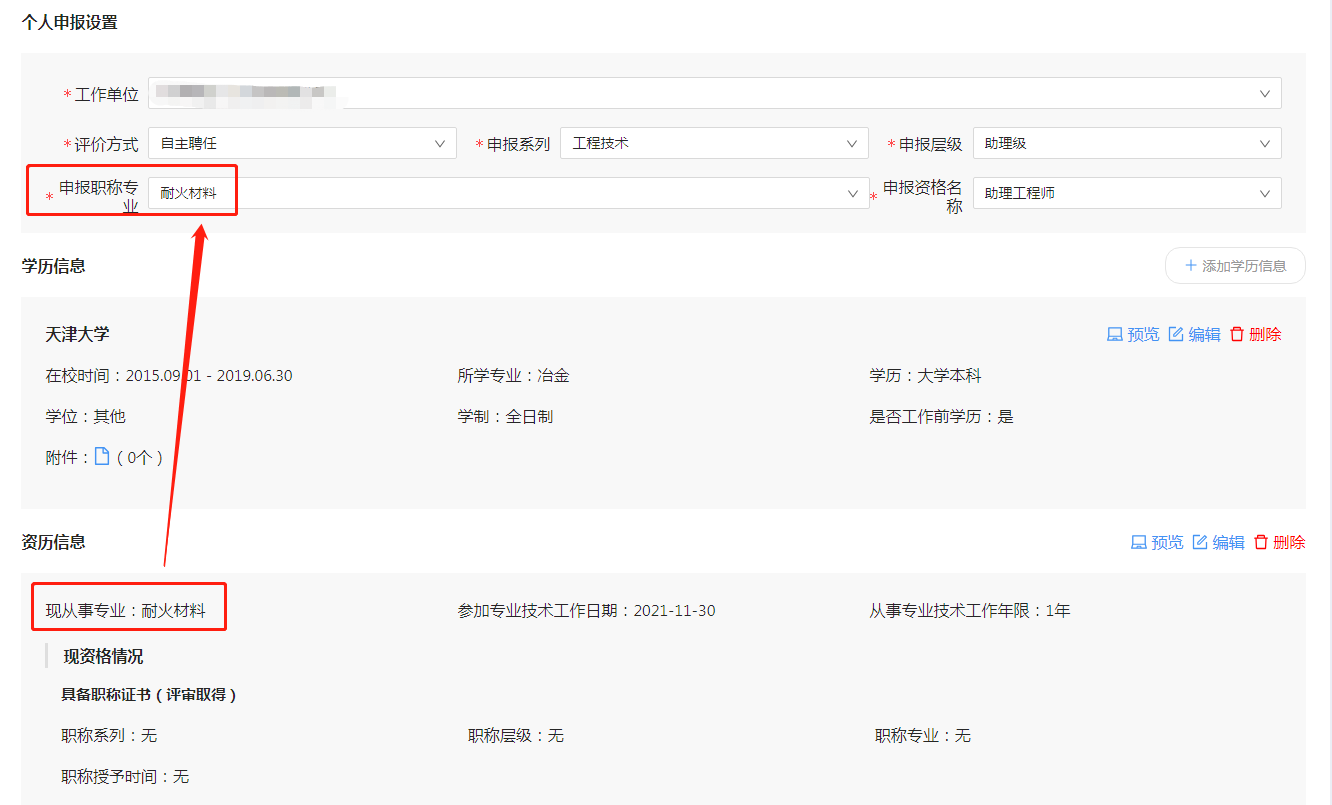 个人申报设置
*工作单位
*评价方式 自主聘任 *申报系列 工程技术 *申报层级 助理级
*申报职称专业 耐火材料 *申报资格名称 助理工程师
学历信息 + 添加学历信息
天津大学 预览 编辑 删除
在校时间：2015.09.01 - 2019.06.30 所学专业：冶金 学历：大学本科
学位：其他 学制：全日制 是否工作前学历：是
附件：（0个）
资历信息 预览 编辑 删除
现从事专业：耐火材料 参加专业技术工作日期：2021-11-30 从事专业技术工作年限：1年
现资格情况
具备职称证书（评审取得）
职称系列：无 职称层级：无 职称专业：无
职称授予时间：无